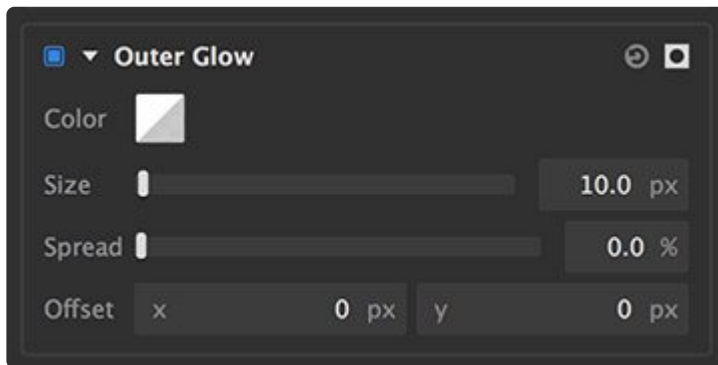 Outer Glow
Color
Size 10.0 px
Spread 0.0 %
Offset x 0 px y 0 px